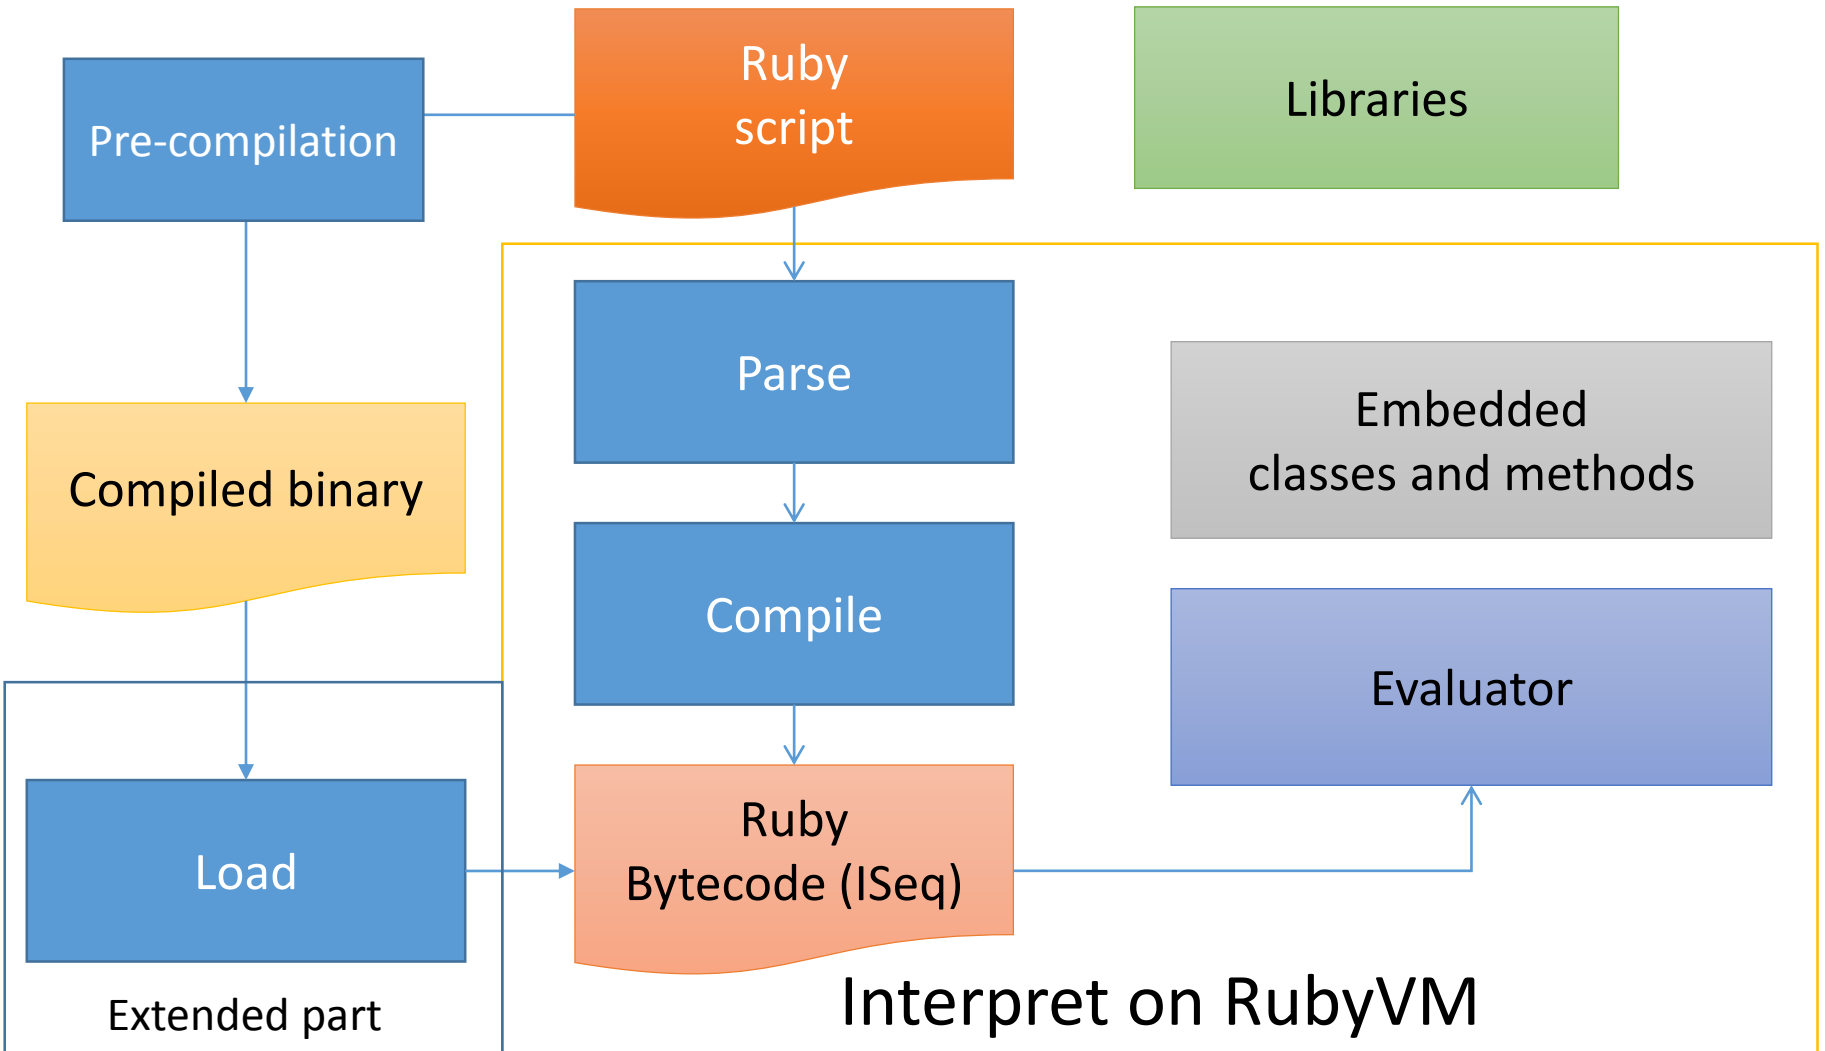 Ruby
script
Libraries
Pre-compilation
Parse
Embedded
classes and methods
Compiled binary
Compile
Evaluator
Load
Ruby
Bytecode (ISeq)
Extended part
Interpret on RubyVM